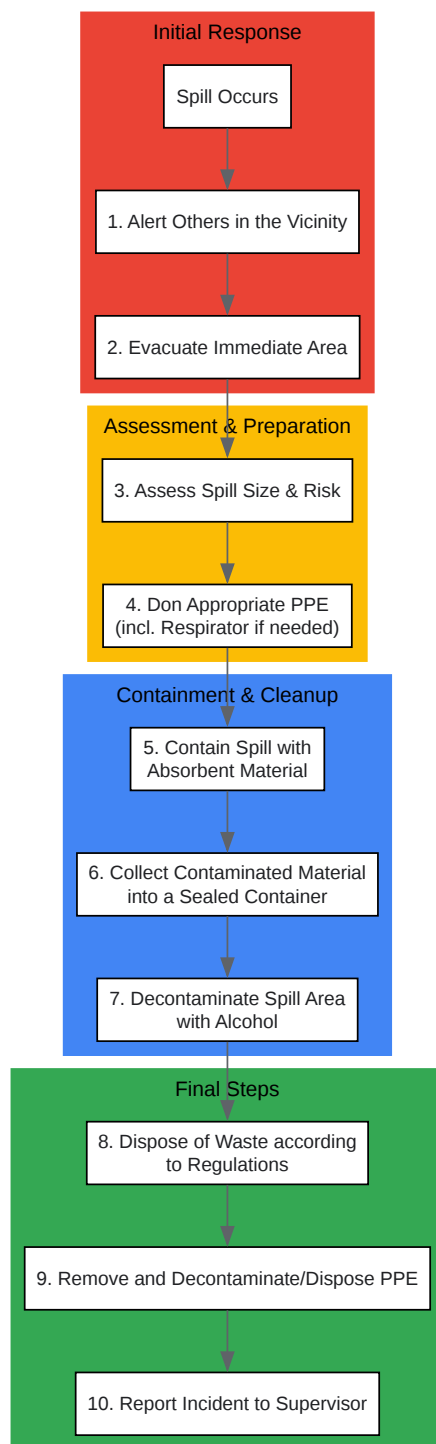 Initial Response
Spill Occurs
1. Alert Others in the Vicinity
2. Evacuate Immediate Area
Assessment & Preparation
3. Assess Spill Size & Risk
4. Don Appropriate PPE
(incl. Respirator if needed)
Containment & Cleanup
5. Contain Spill with
Absorbent Material
6. Collect Contaminated Material
into a Sealed Container
7. Decontaminate Spill Area
with Alcohol
Final Steps
8. Dispose of Waste according
to Regulations
9. Remove and Decontaminate/Dispose PPE
10. Report Incident to Supervisor